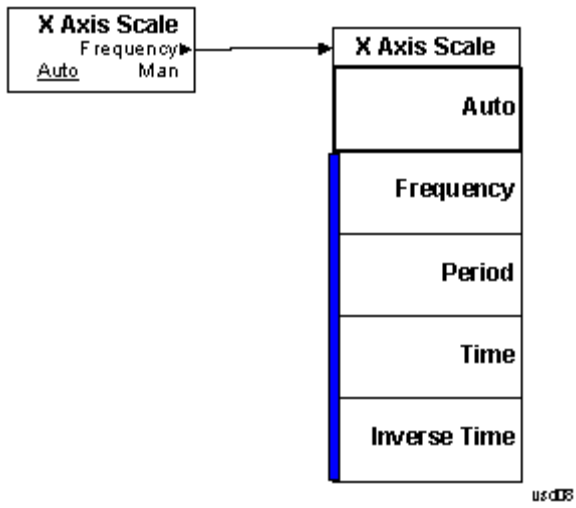 X Axis Scale
Frequency
Auto Man
X Axis Scale
Auto
Frequency
Period
Time
Inverse Time
usd08